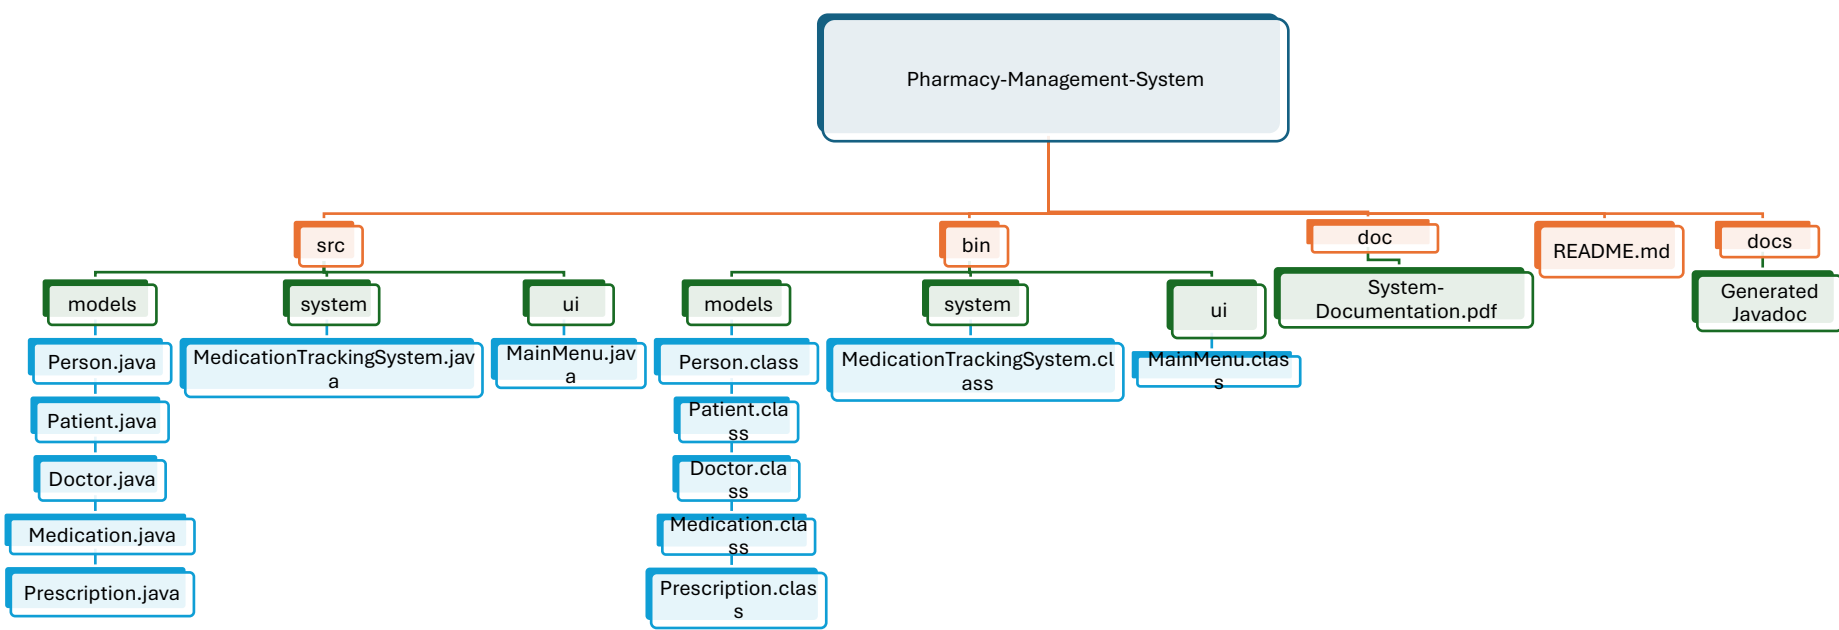 Pharmacy-Management-System
src
bin
doc
README.md
docs
models
system
ui
models
system
ui
System-
Documentation.pdf
Generated
Javadoc
Person.java
MedicationTrackingSystem.jav
a
MainMenu.jav
a
Person.class
MedicationTrackingSystem.cl
ass
MainMenu.clas
s
Patient.java
Patient.cla
ss
Doctor.java
Doctor.cla
ss
Medication.java
Medication.cla
ss
Prescription.java
Prescription.clas
s